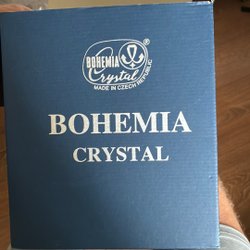 BOHEMIA
Crystal
MADE IN CZECH REPUBLIC
BOHEMIA
CRYSTAL